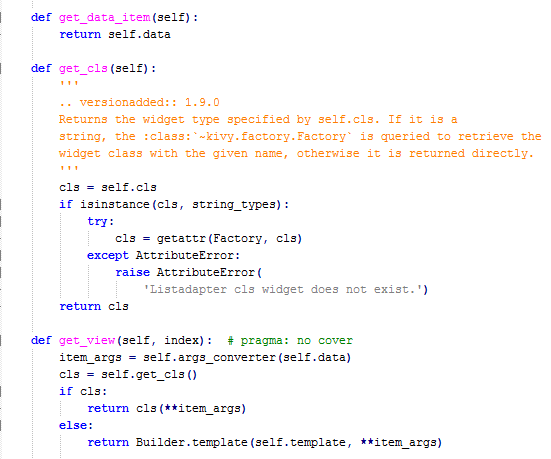 def get_data_item(self):
    return self.data
def get_cls(self):
    '''
    .. versionadded:: 1.9.0
    Returns the widget type specified by self.cls. If it is a
    string, the :class:`~kivy.factory.Factory` is queried to retrieve the
    widget class with the given name, otherwise it is returned directly.
    '''
    cls = self.cls
    if isinstance(cls, string_types):
        try:
            cls = getattr(Factory, cls)
        except AttributeError:
            raise AttributeError(
                'Listadapter cls widget does not exist.')
    return cls
def get_view(self, index):  # pragma: no cover
    item_args = self.args_converter(self.data)
    cls = self.get_cls()
    if cls:
        return cls(**item_args)
    else:
        return Builder.template(self.template, **item_args)